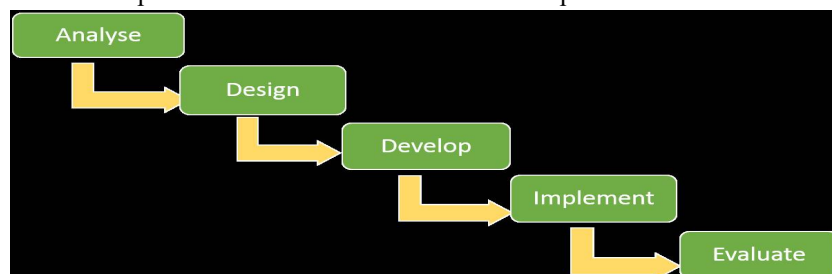 Analyse
Design
Develop
Implement
Evaluate